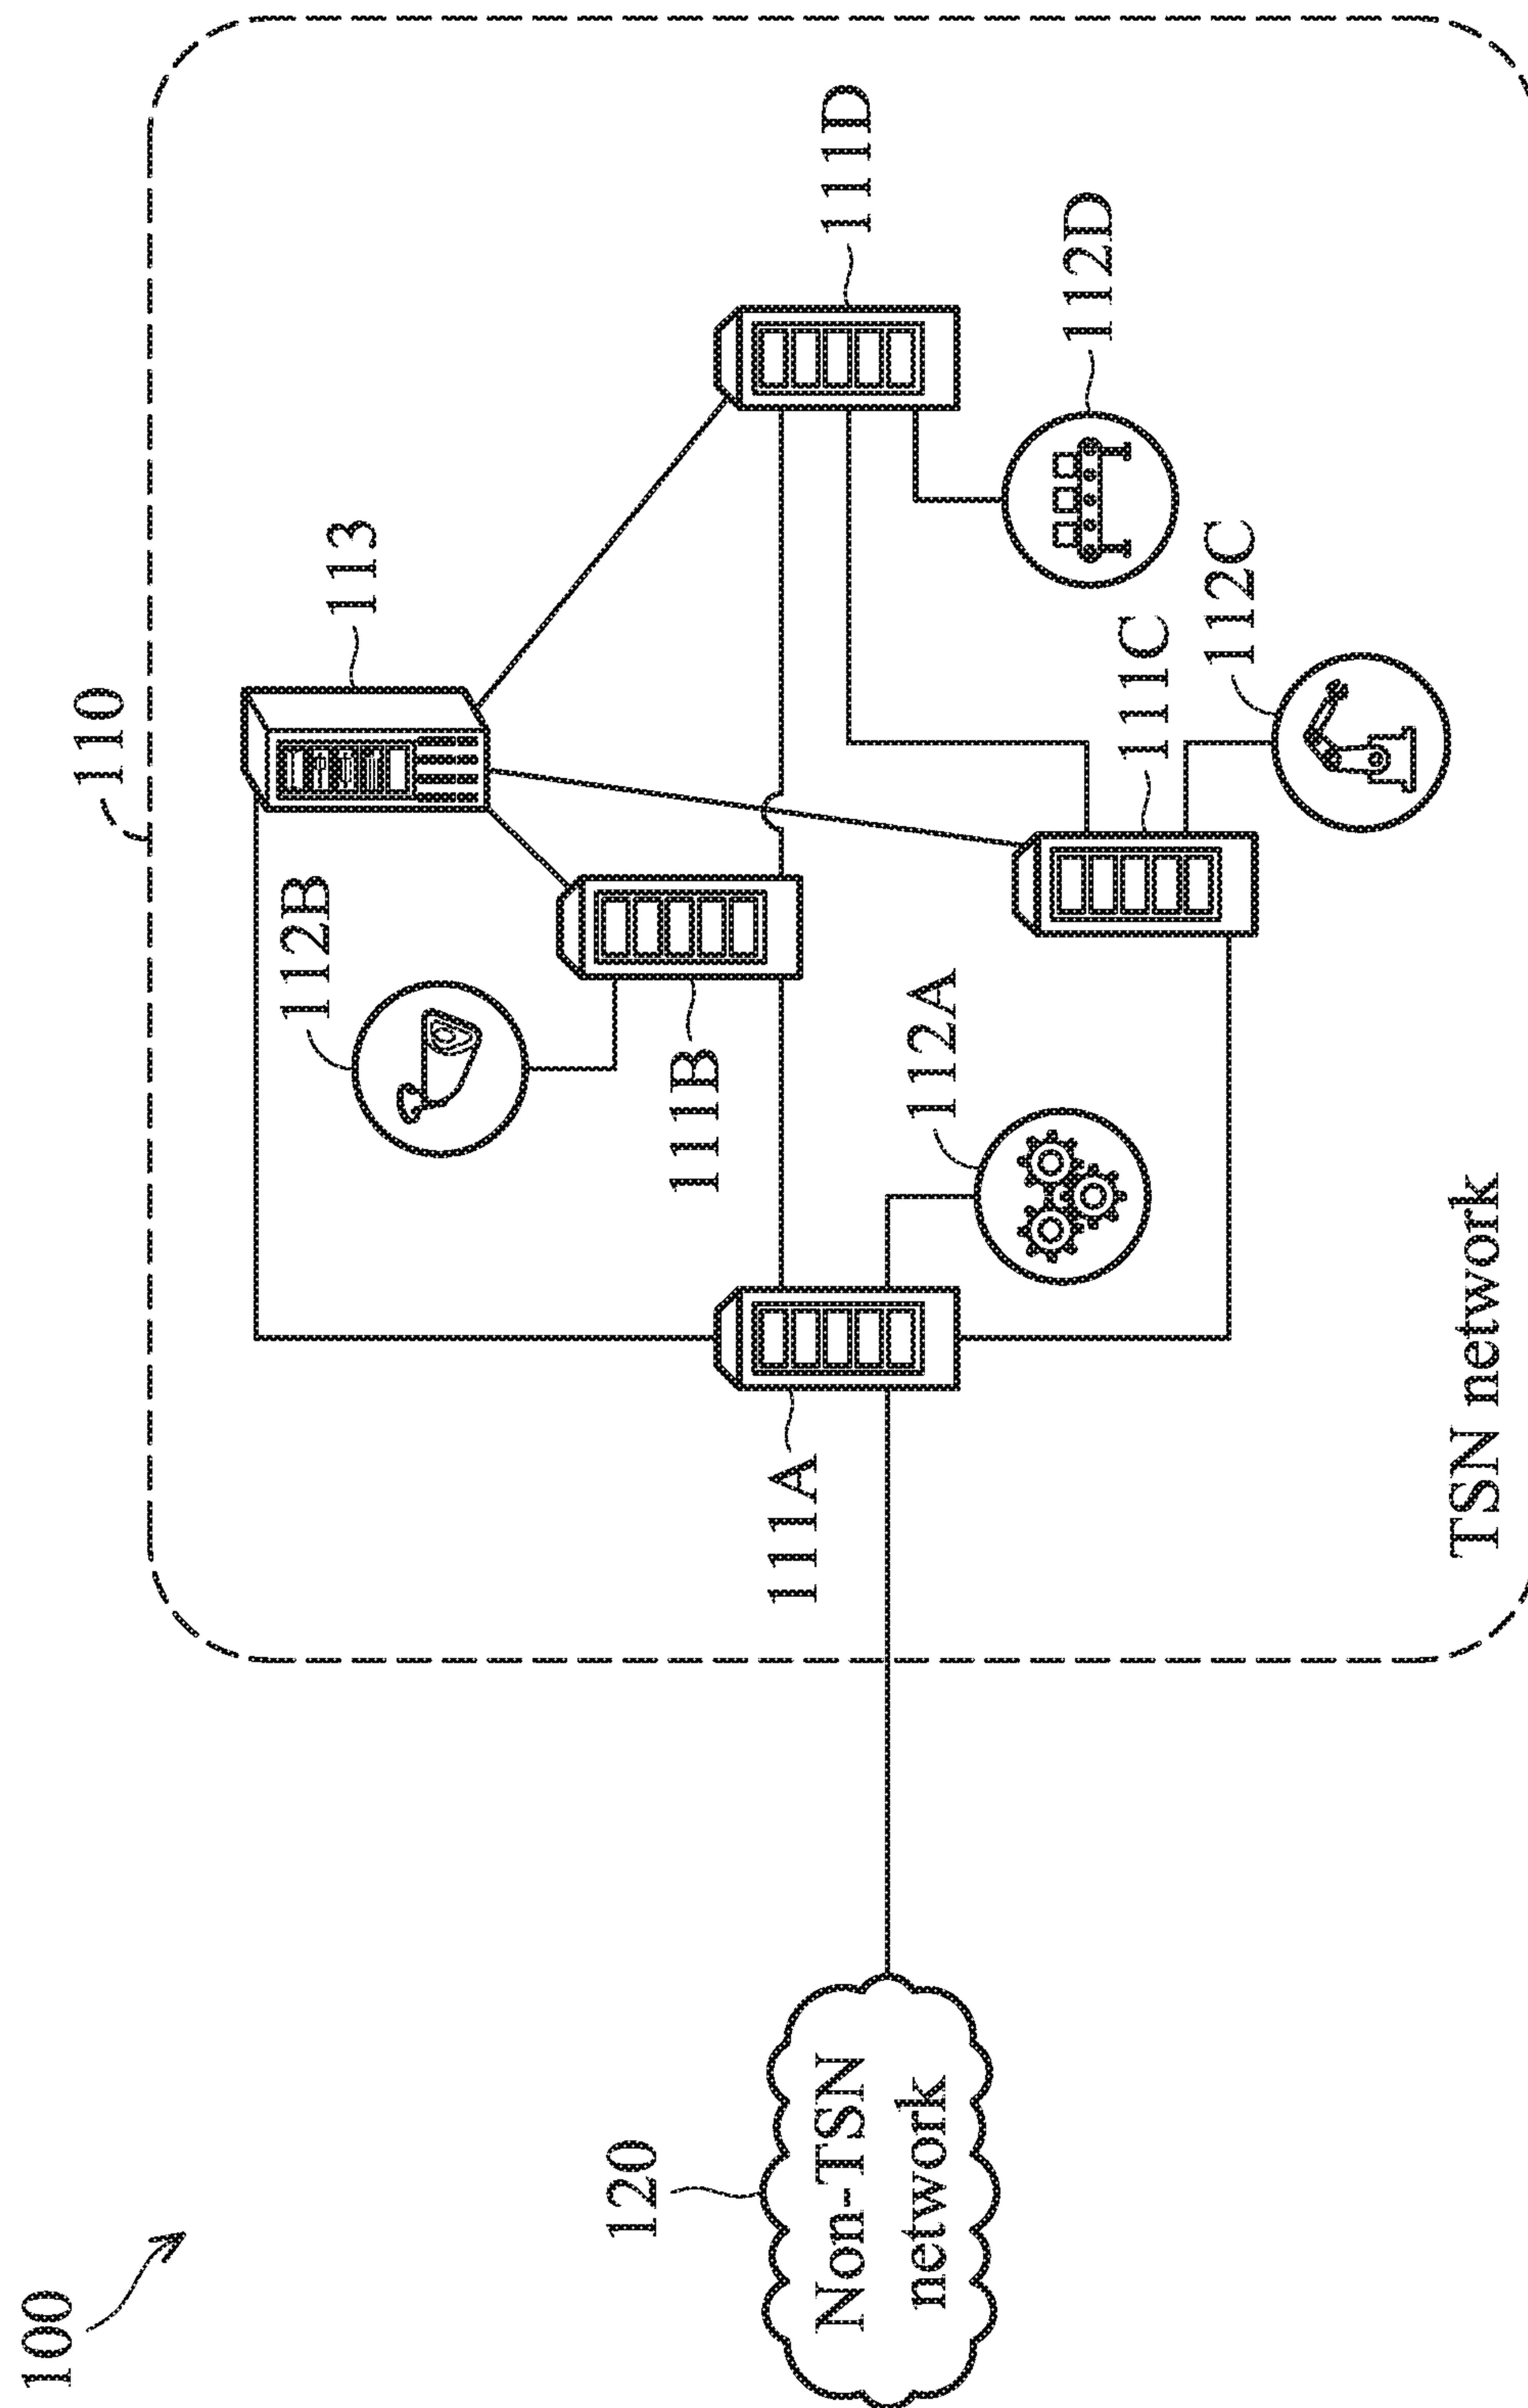 100
110
113
112B
111D
111B
120
111A
112A
112D
Non-TSN
network
111C
112C
TSN network